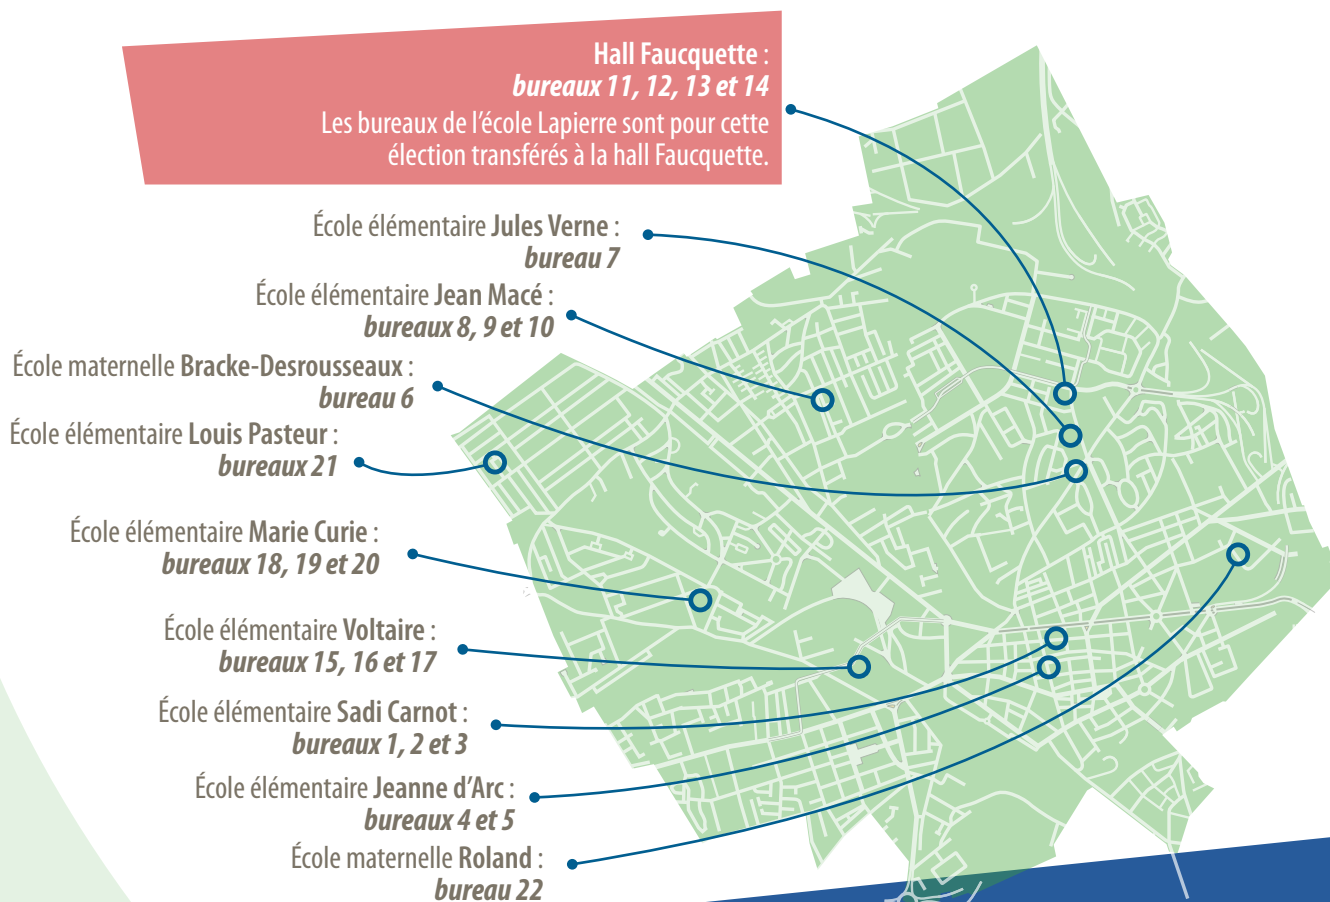 Hall Faucquette :
bureaux 11, 12, 13 et 14
Les bureaux de l’école Lapierre sont pour cette
élection transférés à la hall Faucquette.
École élémentaire Jules Verne :
bureau 7
École élémentaire Jean Macé :
bureaux 8, 9 et 10
École maternelle Bracke-Desrousseaux :
bureau 6
École élémentaire Louis Pasteur :
bureaux 21
École élémentaire Marie Curie :
bureaux 18, 19 et 20
École élémentaire Voltaire :
bureaux 15, 16 et 17
École élémentaire Sadi Carnot :
bureaux 1, 2 et 3
École élémentaire Jeanne d’Arc :
bureaux 4 et 5
École maternelle Roland :
bureau 22